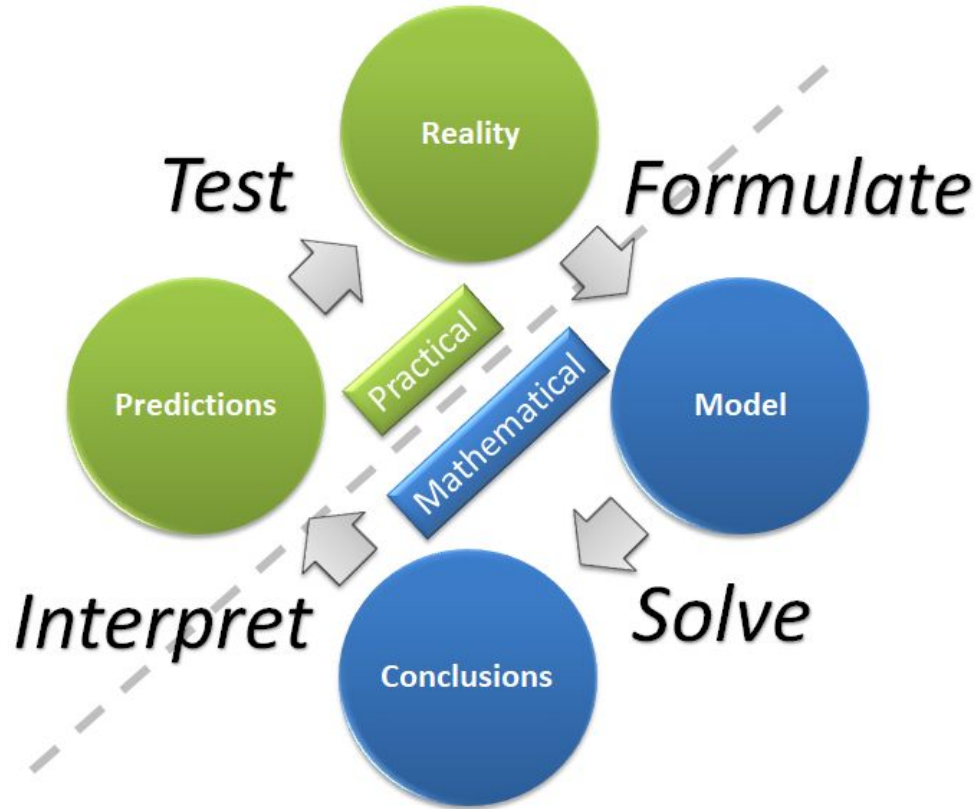 Reality
Test
Formulate
Practical
Predictions
Mathematical
Model
Interpret
Solve
Conclusions